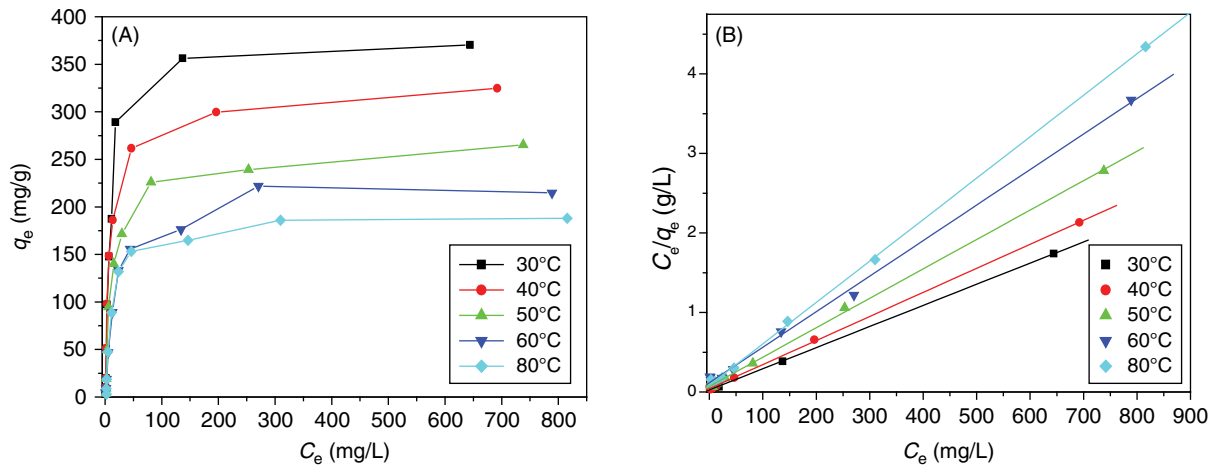 (A)
400
350
300
250
200
150
100
50
0
qe (mg/g)
0 100 200 300 400 500 600 700 800
Ce (mg/L)
30°C
40°C
50°C
60°C
80°C
(B)
4
3
2
1
0
Ce/qe (g/L)
0 100 200 300 400 500 600 700 800 900
Ce (mg/L)
30°C
40°C
50°C
60°C
80°C